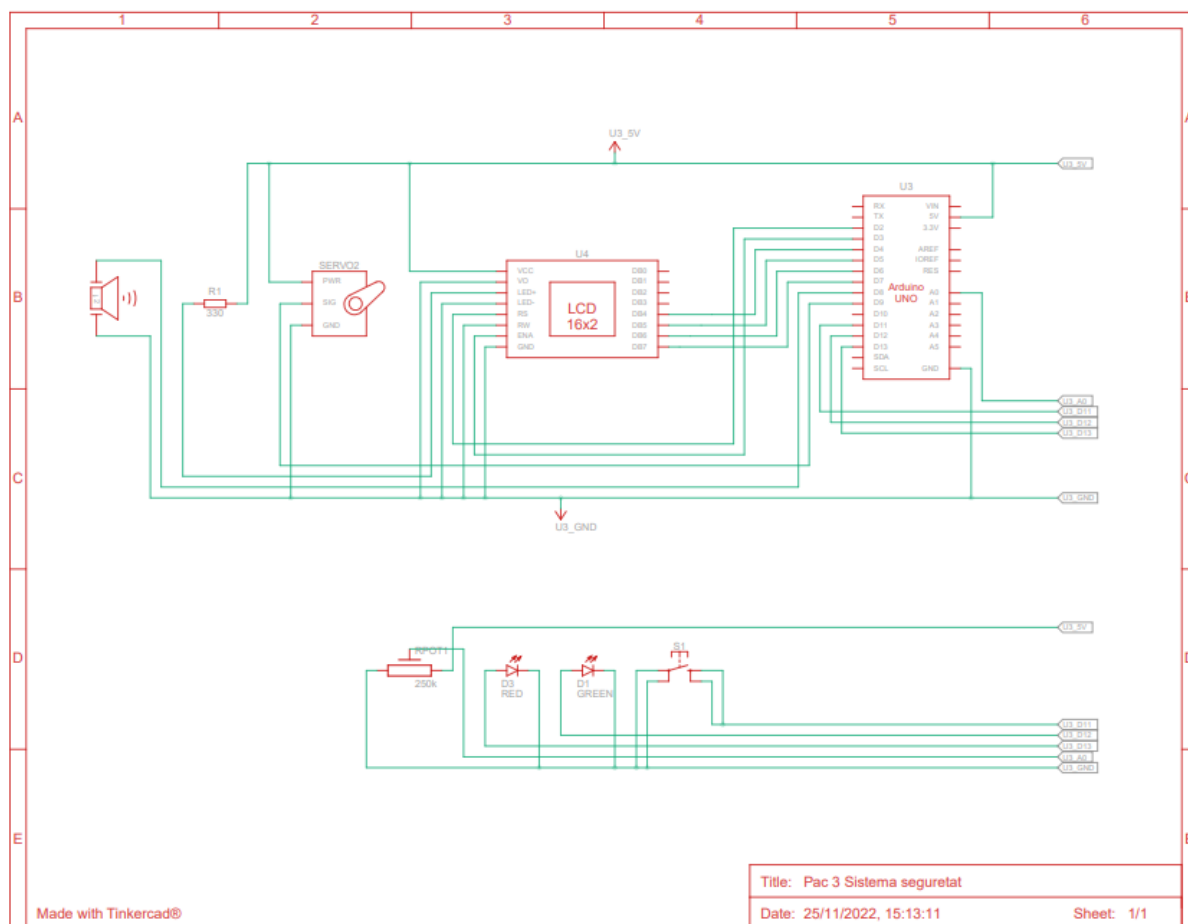 1 2 3 4 5 6
A
A
U3_5V
U3_5V
U3
RX VIN
TX 5V
D2 3.3V
D3
D4 AREF
D5 IOREF
D6 RES
D7
Arduino
UNO
D8 A0
D9 A1
D10 A2
D11 A3
D12 A4
D13 A5
SDA
SCL GND
B
SERVO2
PWR
SIG
GND
R1
330
U4
VCC DB0
VO DB1
LED+ DB2
LED- DB3
RS DB4
RW DB5
ENA DB6
GND DB7
LCD
16x2
U3_A0
U3_D11
U3_D12
U3_D13
C
U3_GND
U3_GND
U3_5V
D
RPOT1
250k
D3
RED
D1
GREEN
S1
U3_D11
U3_D12
U3_D13
U3_A0
U3_GND
E
Title: Pac 3 Sistema seguretat
Made with Tinkercad®
Date: 25/11/2022, 15:13:11 Sheet: 1/1